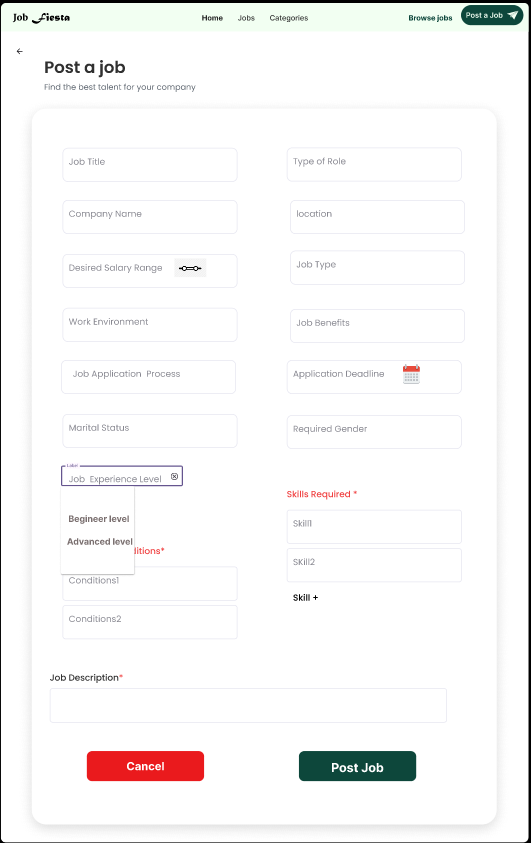 Job Fiesta Home Jobs Categories Browse jobs Post a Job
Post a job
Find the best talent for your company
Job Title Type of Role
Company Name location
Desired Salary Range Job Type
Work Environment Job Benefits
Job Application Process Application Deadline
Marital Status Required Gender
Label
Job Experience Level
Skills Required *
Begineer level
Skill1
Advanced level
ditions*
SKill2
Conditions1
Skill +
Conditions2
Job Description*
Cancel Post Job